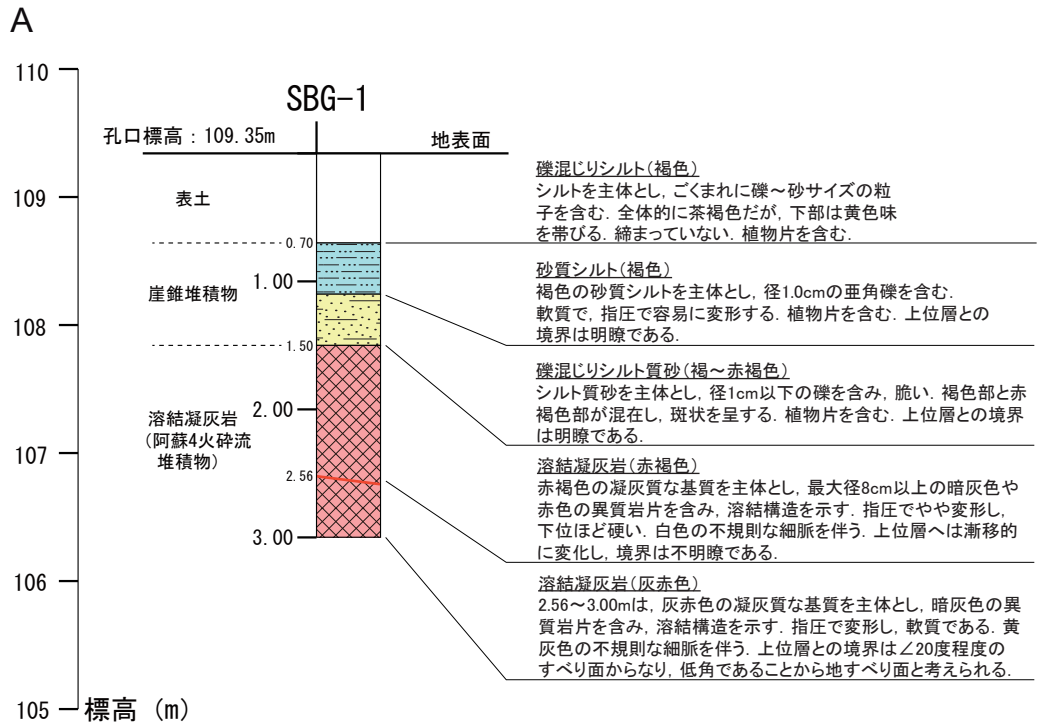 A
110
109
108
107
106
105
標高 (m)
SBG-1
孔口標高：109.35m
地表面
表土
0.70
1.00
崖錐堆積物
1.50
2.00
溶結凝灰岩
（阿蘇4火砕流
堆積物）
2.56
3.00
礫混じりシルト（褐色）
シルトを主体とし，ごくまれに礫～砂サイズの粒
子を含む．全体的に茶褐色だが，下部は黄色味
を帯びる．締まっていない．植物片を含む．
砂質シルト（褐色）
褐色の砂質シルトを主体とし，径1.0cmの亜角礫を含む．
軟質で，指圧で容易に変形する．植物片を含む．上位層との
境界は明瞭である．
礫混じりシルト質砂（褐～赤褐色）
シルト質砂を主体とし，径1cm以下の礫を含み，脆い．褐色部と赤
褐色部が混在し，斑状を呈する．植物片を含む．上位層との境界
は明瞭である．
溶結凝灰岩（赤褐色）
赤褐色の凝灰質な基質を主体とし，最大径8cm以上の暗灰色や
赤色の異質岩片を含み，溶結構造を示す．指圧でやや変形し，
下位ほど硬い．白色の不規則な細脈を伴う．上位層へは漸移的
に変化し，境界は不明瞭である．
溶結凝灰岩（灰赤色）
2.56～3.00mは，灰赤色の凝灰質な基質を主体とし，暗灰色の異
質岩片を含み，溶結構造を示す．指圧で変形し，軟質である．黄
灰色の不規則な細脈を伴う．上位層との境界は∠20度程度の
すべり面からなり，低角であることから地すべり面と考えられる．